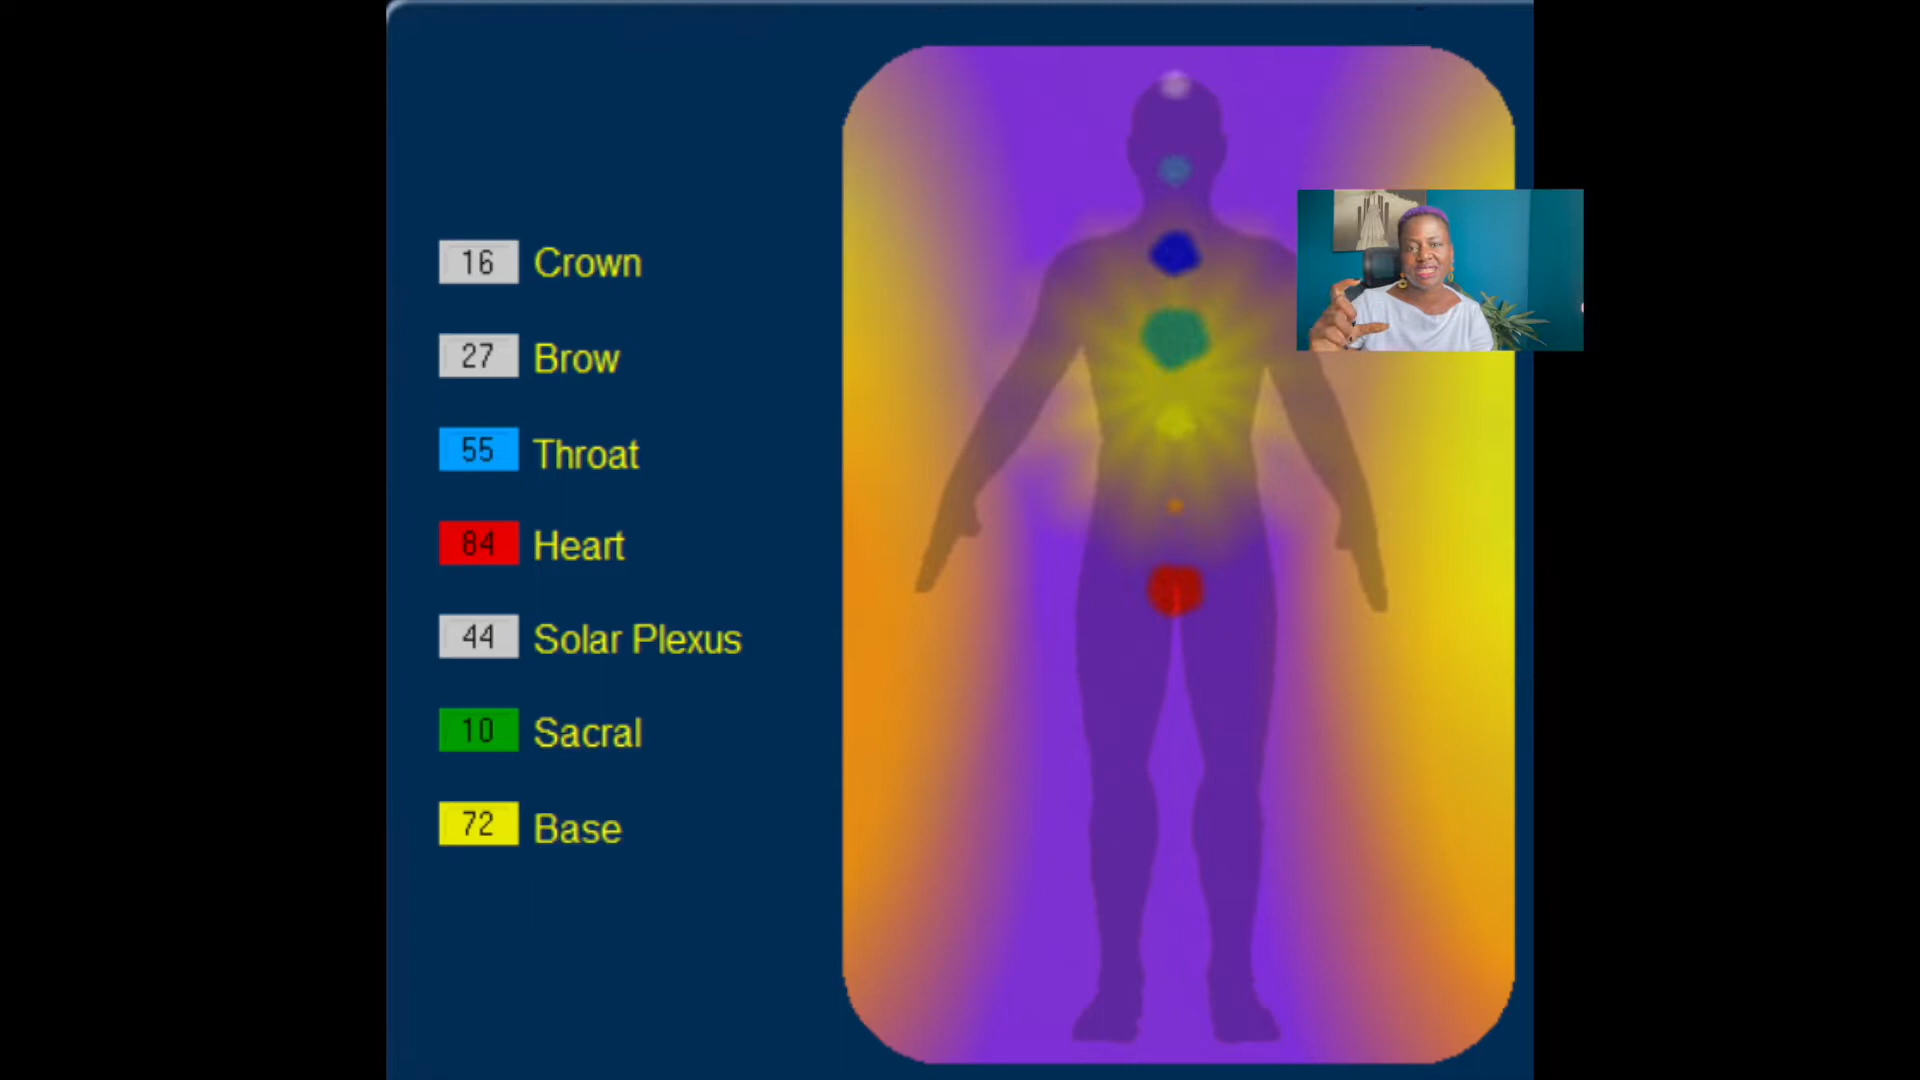 16 Crown
27 Brow
55 Throat
84 Heart
44 Solar Plexus
10 Sacral
72 Base